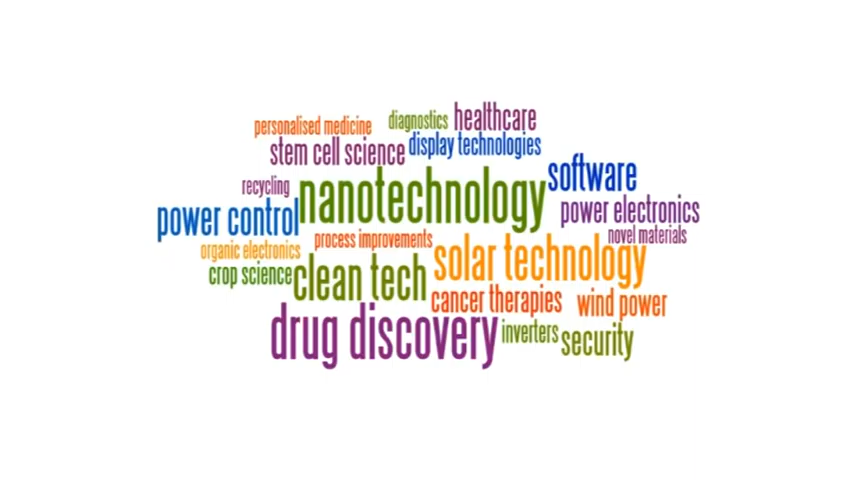 healthcare
diagnostics
personalised medicine
display technologies
stem cell science
software
recycling
nanotechnology
power electronics
power control
novel materials
process improvements
organic electronics
solar technology
crop science
clean tech
cancer therapies
wind power
drug discovery
inverters
security